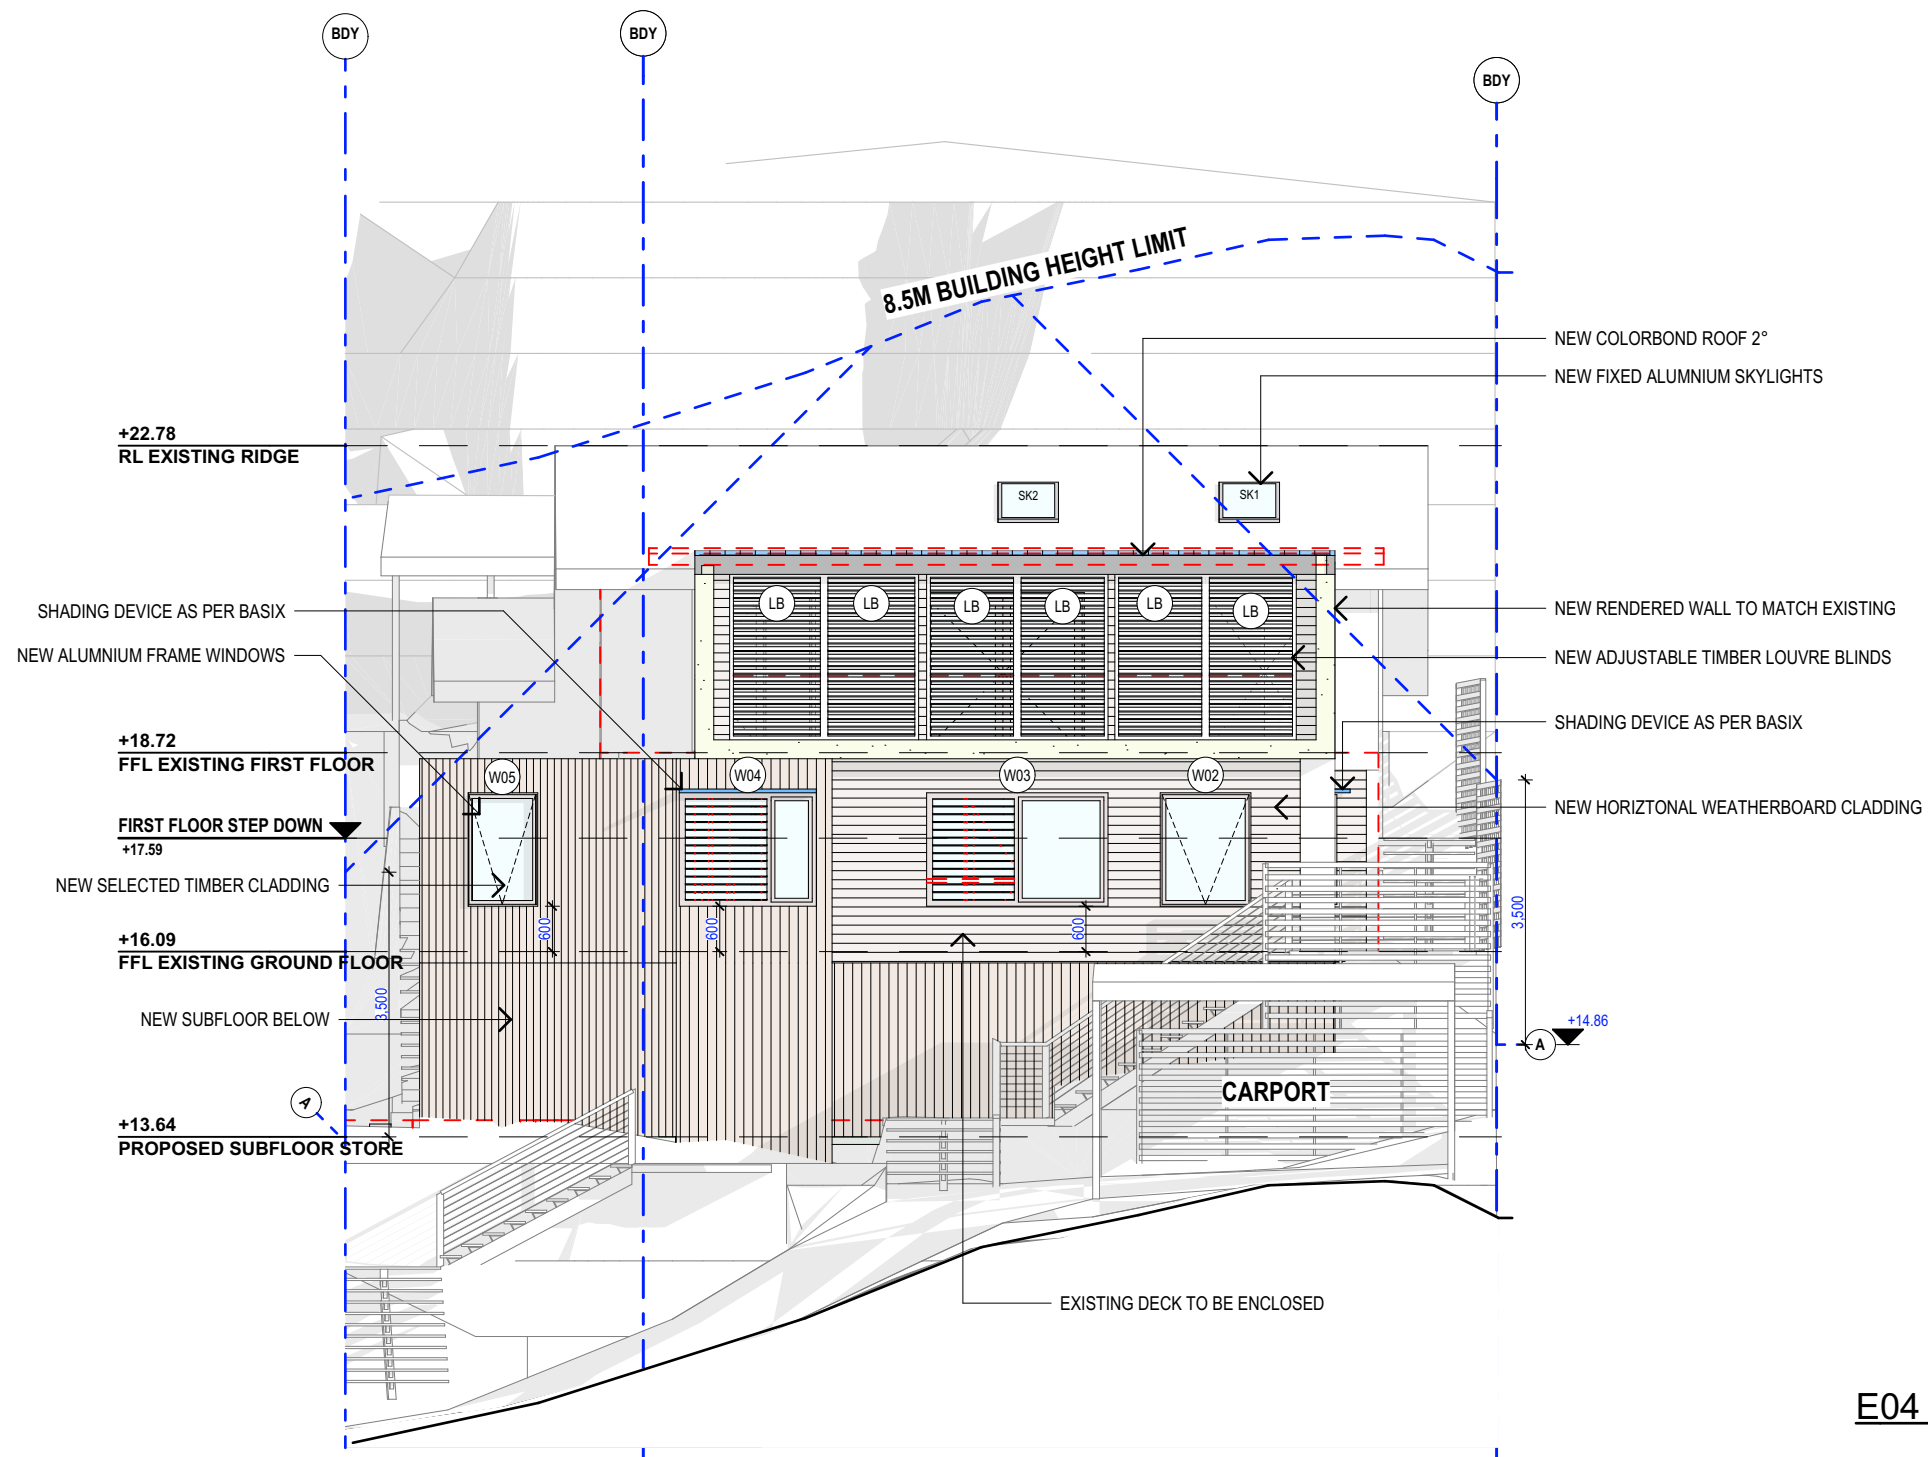 BDY
BDY
BDY
8.5M BUILDING HEIGHT LIMIT
NEW COLORBOND ROOF 2°
NEW FIXED ALUMNIUM SKYLIGHTS
+22.78
RL EXISTING RIDGE
SK2
SK1
LB
LB
LB
LB
LB
LB
SHADING DEVICE AS PER BASIX
NEW RENDERED WALL TO MATCH EXISTING
NEW ALUMNIUM FRAME WINDOWS
NEW ADJUSTABLE TIMBER LOUVRE BLINDS
SHADING DEVICE AS PER BASIX
+18.72
FFL EXISTING FIRST FLOOR
W05
W04
W03
W02
NEW HORIZTONAL WEATHERBOARD CLADDING
FIRST FLOOR STEP DOWN
+17.59
NEW SELECTED TIMBER CLADDING
600
600
600
3,500
+16.09
FFL EXISTING GROUND FLOOR
3,500
NEW SUBFLOOR BELOW
+14.86
A
A
CARPORT
+13.64
PROPOSED SUBFLOOR STORE
EXISTING DECK TO BE ENCLOSED
E04